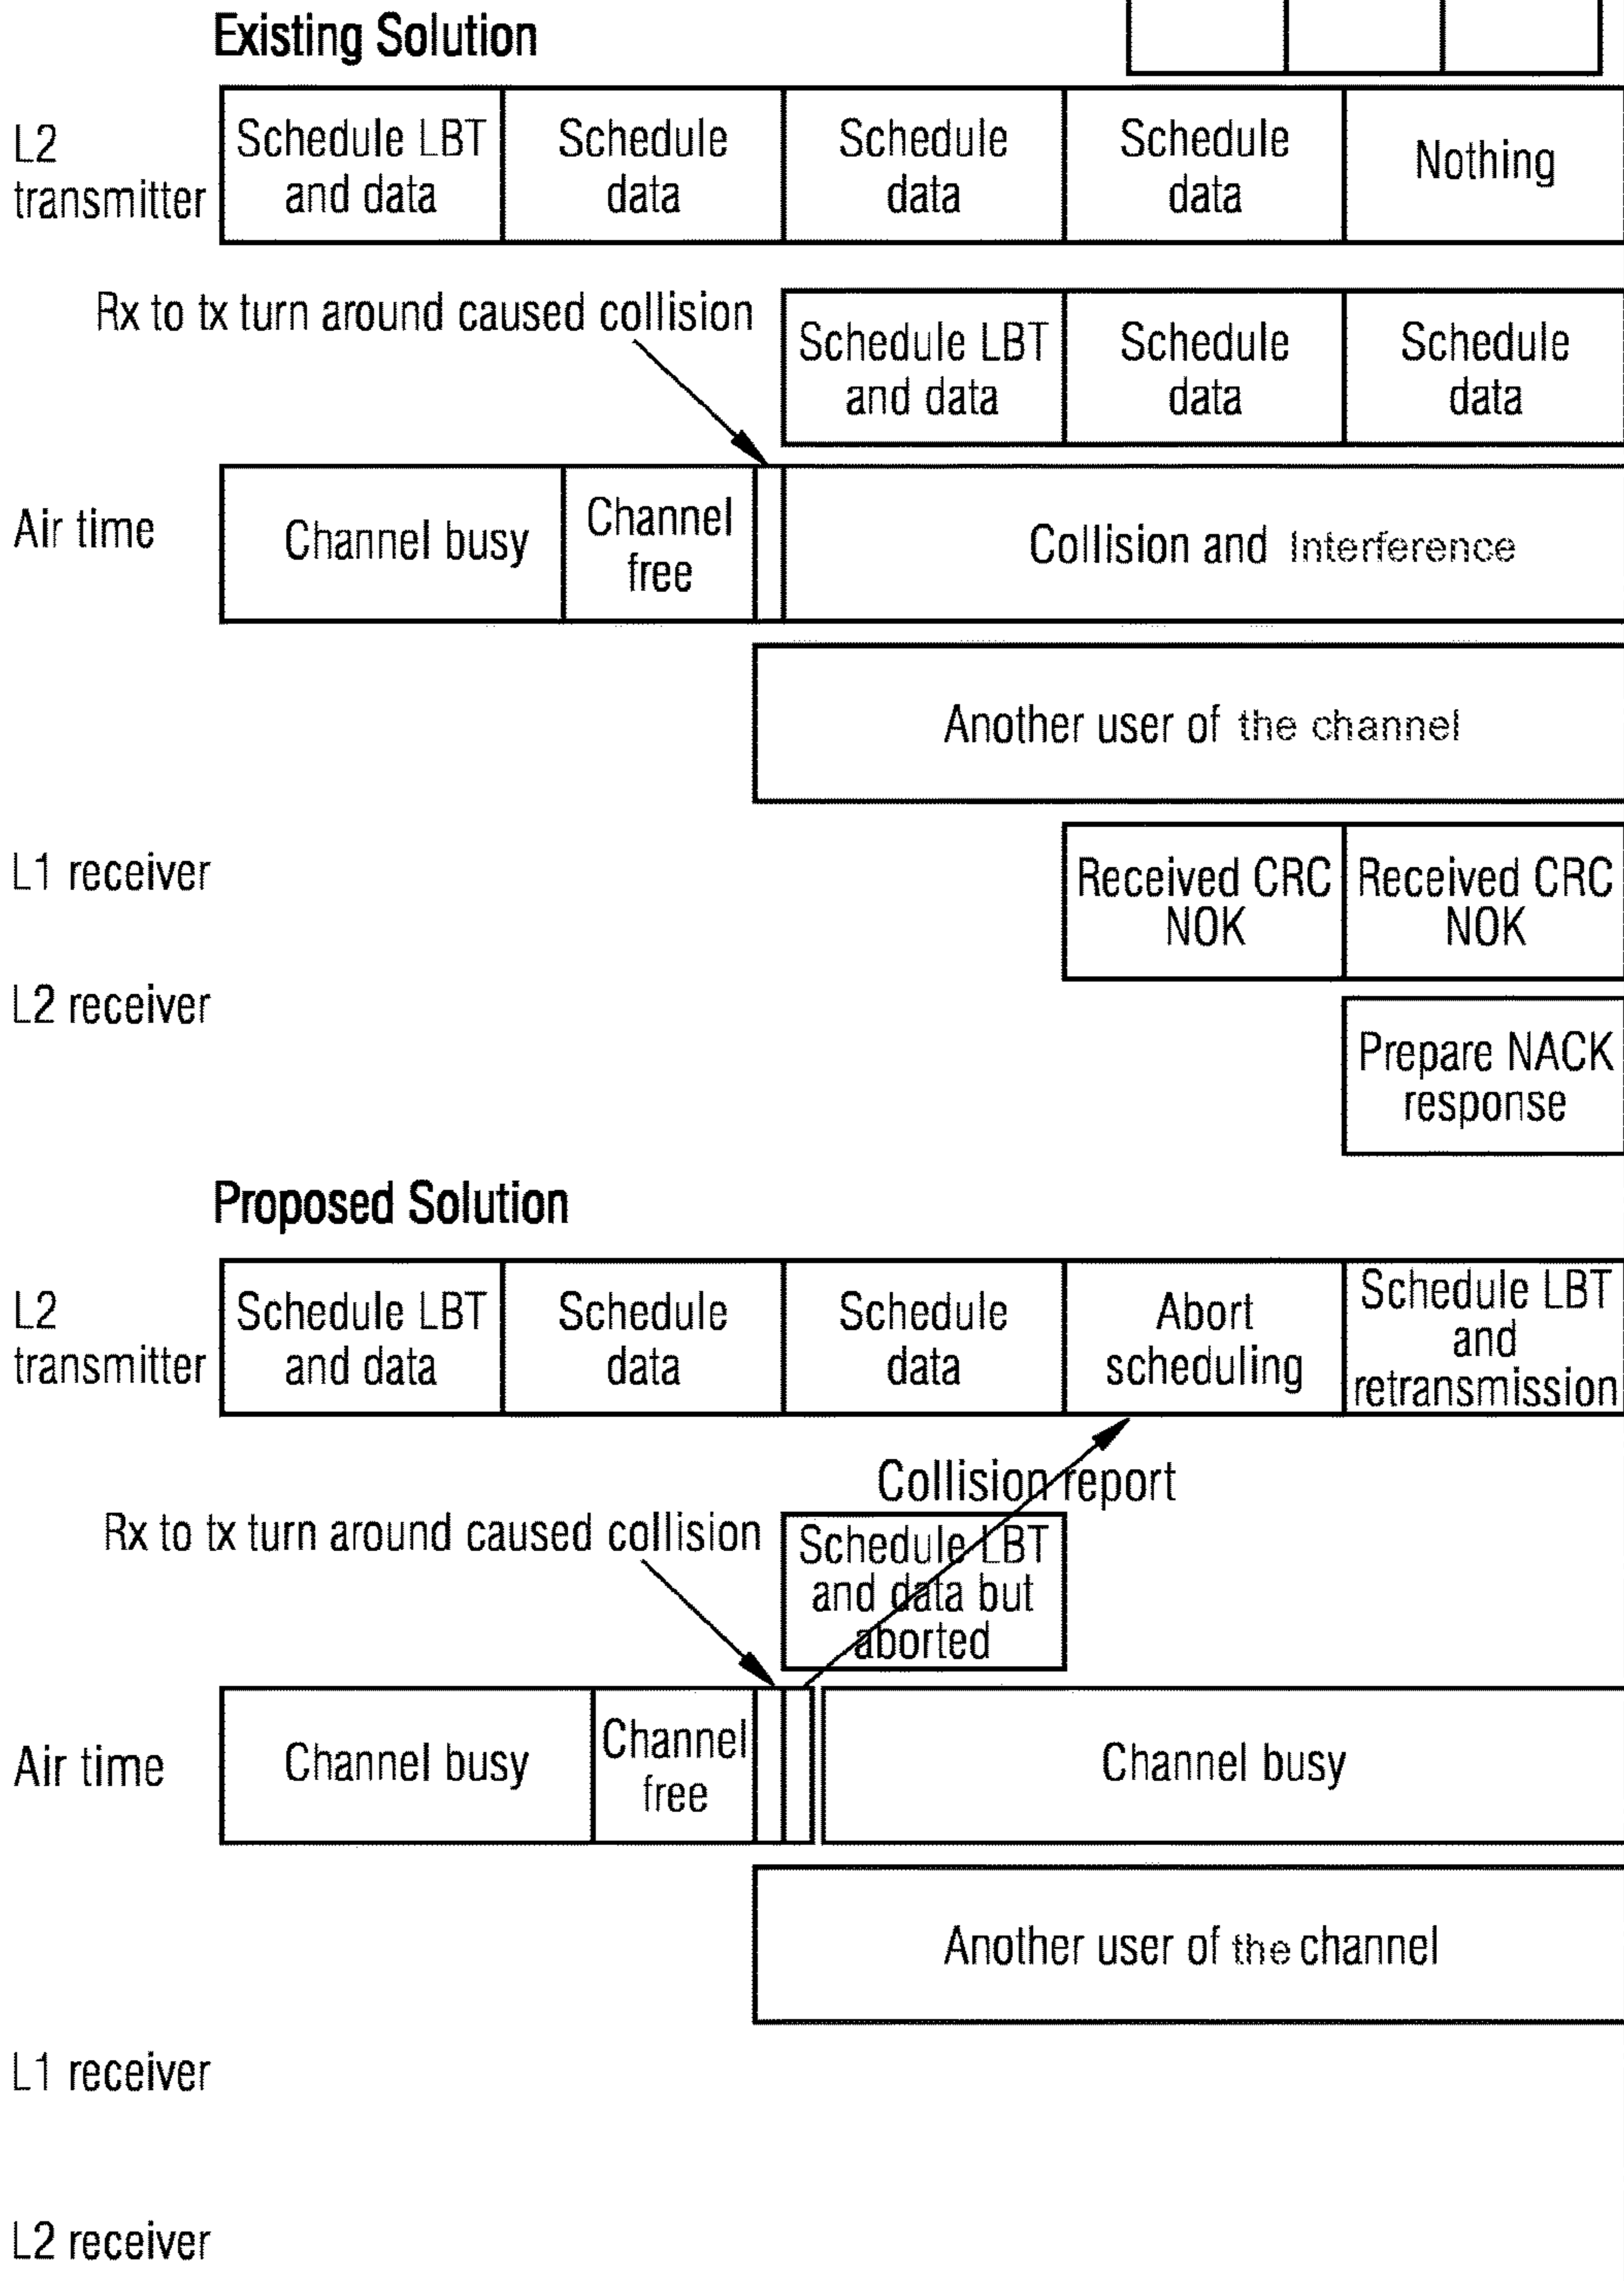 Existing Solution
L2
transmitter
Schedule LBT
and data
Schedule
data
Schedule
data
Schedule
data
Nothing
Rx to tx turn around caused collision
Schedule LBT
and data
Schedule
data
Schedule
data
Air time
Channel busy
Channel
free
Collision and Interference
Another user of the channel
L1 receiver
Received CRC
NOK
Received CRC
NOK
L2 receiver
Prepare NACK
response
Proposed Solution
L2
transmitter
Schedule LBT
and data
Schedule
data
Schedule
data
Abort
scheduling
Schedule LBT
and
retransmission
Collision report
Rx to tx turn around caused collision
Schedule LBT
and data but
aborted
Air time
Channel busy
Channel
free
Channel busy
Another user of the channel
L1 receiver
L2 receiver